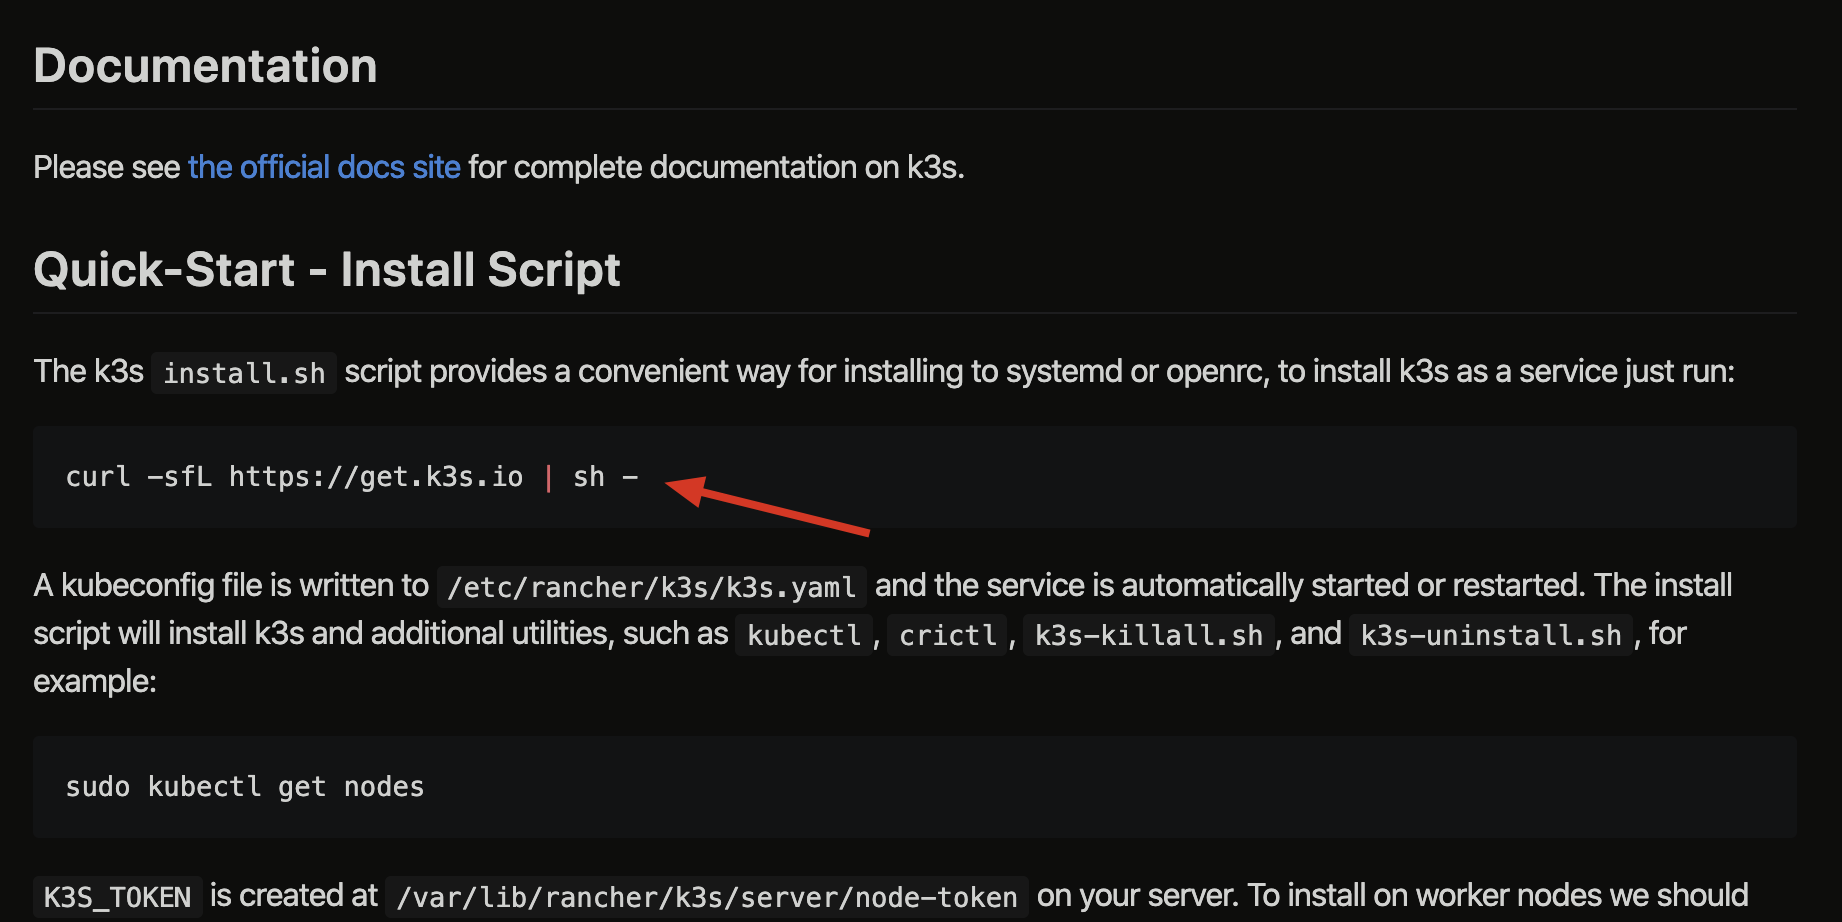 Documentation
Please see the official docs site for complete documentation on k3s.
Quick-Start - Install Script
The k3s install.sh script provides a convenient way for installing to systemd or openrc, to install k3s as a service just run:
curl -sfL https://get.k3s.io | sh -
A kubeconfig file is written to /etc/rancher/k3s/k3s.yaml and the service is automatically started or restarted. The install
script will install k3s and additional utilities, such as kubectl, crictl, k3s-killall.sh, and k3s-uninstall.sh, for
example:
sudo kubectl get nodes
K3S_TOKEN is created at /var/lib/rancher/k3s/server/node-token on your server. To install on worker nodes we should